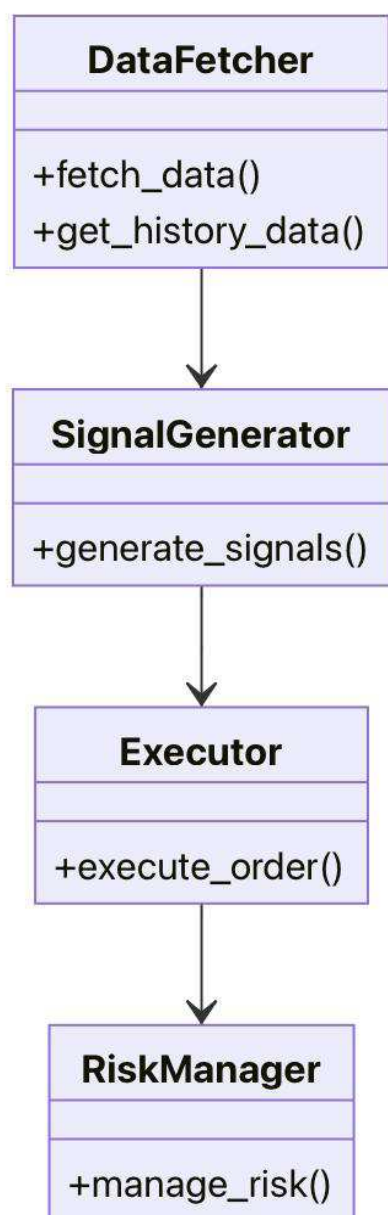 DataFetcher
+fetch_data()
+get_history_data()
SignalGenerator
+generate_signals()
Executor
+execute_order()
RiskManager
+manage_risk()